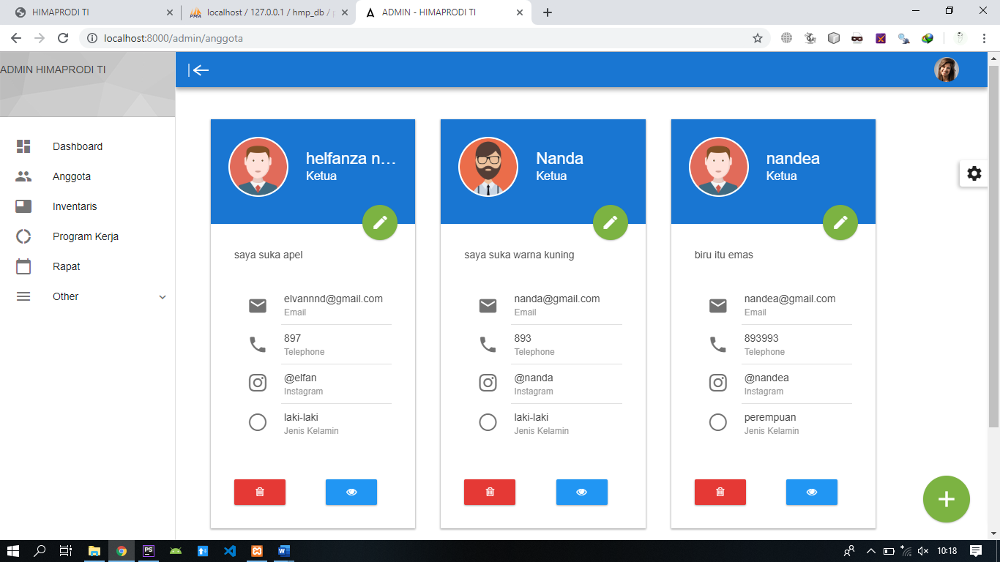 HIMAPRODI TI
localhost / 127.0.0.1 / hmp_db /
ADMIN - HIMAPRODI TI
localhost:8000/admin/anggota
ADMIN HIMAPRODI TI
Dashboard
Anggota
Inventaris
Program Kerja
Rapat
Other
helfanza n...
Ketua
saya suka apel
elvannnd@gmail.com
Email
897
Telephone
@elfan
Instagram
laki-laki
Jenis Kelamin
Nanda
Ketua
saya suka warna kuning
nanda@gmail.com
Email
893
Telephone
@nanda
Instagram
laki-laki
Jenis Kelamin
nandea
Ketua
biru itu emas
nandea@gmail.com
Email
893993
Telephone
@nandea
Instagram
perempuan
Jenis Kelamin
10:18